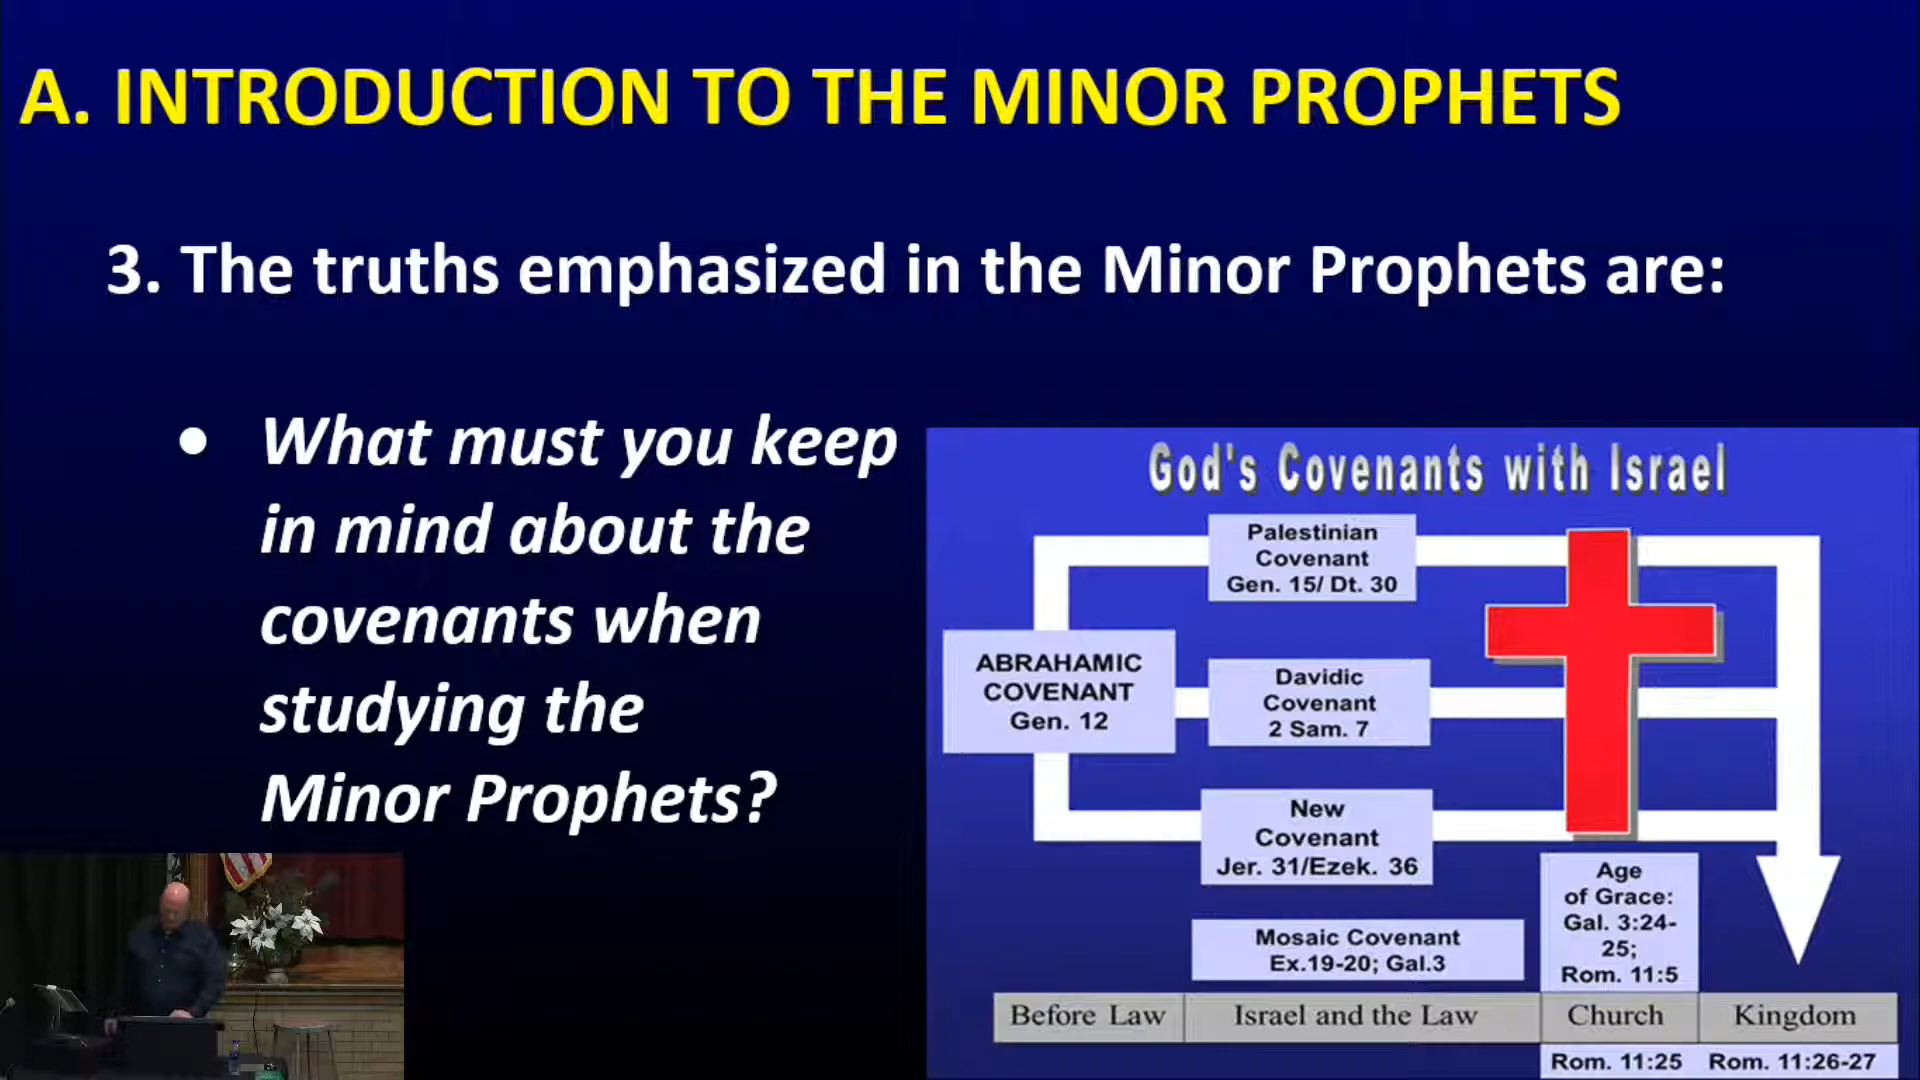 A. INTRODUCTION TO THE MINOR PROPHETS
3. The truths emphasized in the Minor Prophets are:
• What must you keep
in mind about the
covenants when
studying the
Minor Prophets?
God's Covenants with Israel
Palestinian
Covenant
Gen. 15/ Dt. 30
ABRAHAMIC
COVENANT
Gen. 12
Davidic
Covenant
2 Sam. 7
New
Covenant
Jer. 31/Ezek. 36
Mosaic Covenant
Ex.19-20; Gal.3
Age
of Grace:
Gal. 3:24-
25;
Rom. 11:5
Before Law
Israel and the Law
Church
Kingdom
Rom. 11:25
Rom. 11:26-27